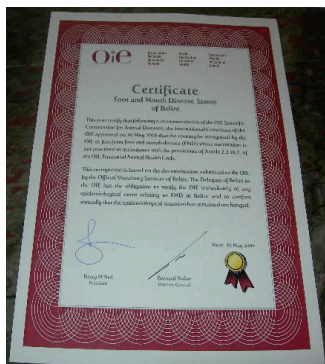 Oie
Certificate
Foot and Mouth Disease Status
of Belize
This is to certify that following a recommendation of the OIE Scientific
Commission for Animal Diseases, the International Committee of the
OIE approved on 26 May 2009 that the country be recognised by the
OIE as free from foot and mouth disease (FMD) where vaccination is
not practised in accordance with the provisions of Article
the OIE Terrestrial Animal Health Code.
This recognition is based on the documentation submitted to the OIE
by the Official Veterinary Services of Belize. The Delegate of Belize to
the OIE has the obligation to notify the OIE immediately of any
epidemiological event relating to FMD in Belize and to confirm
annually that the epidemiological situation has remained unchanged.
Paris, May 2009
Barry O'Neil
President
Bernard Vallat
Director General